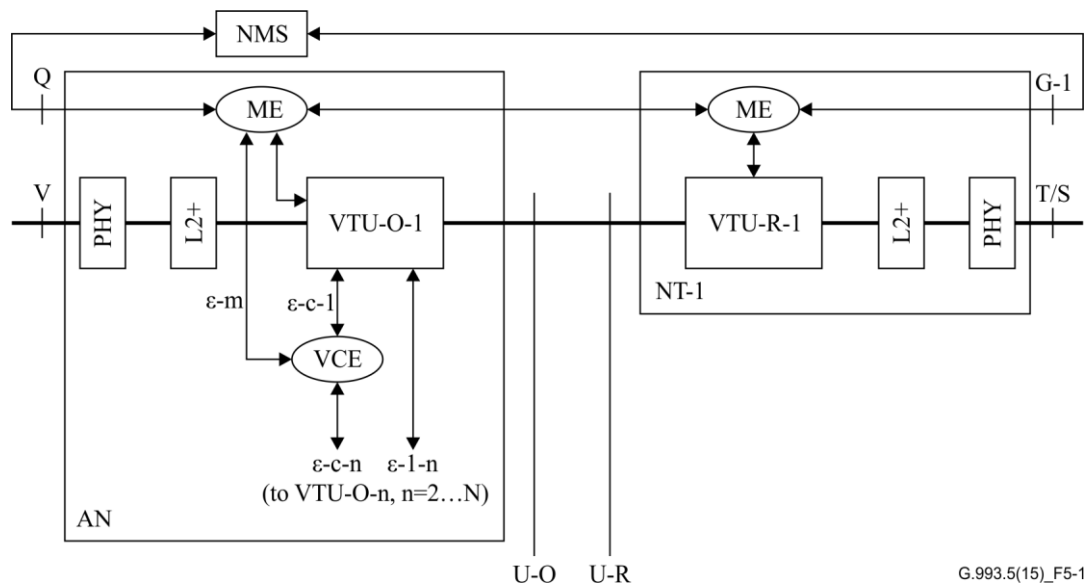 NMS
Q
G-1
ME
ME
V
T/S
PHY
L2+
VTU-O-1
VTU-R-1
L2+
PHY
NT-1
ε-m
ε-c-1
VCE
ε-c-n
ε-1-n
(to VTU-O-n, n=2…N)
AN
U-O
U-R
G.993.5(15)_F5-1